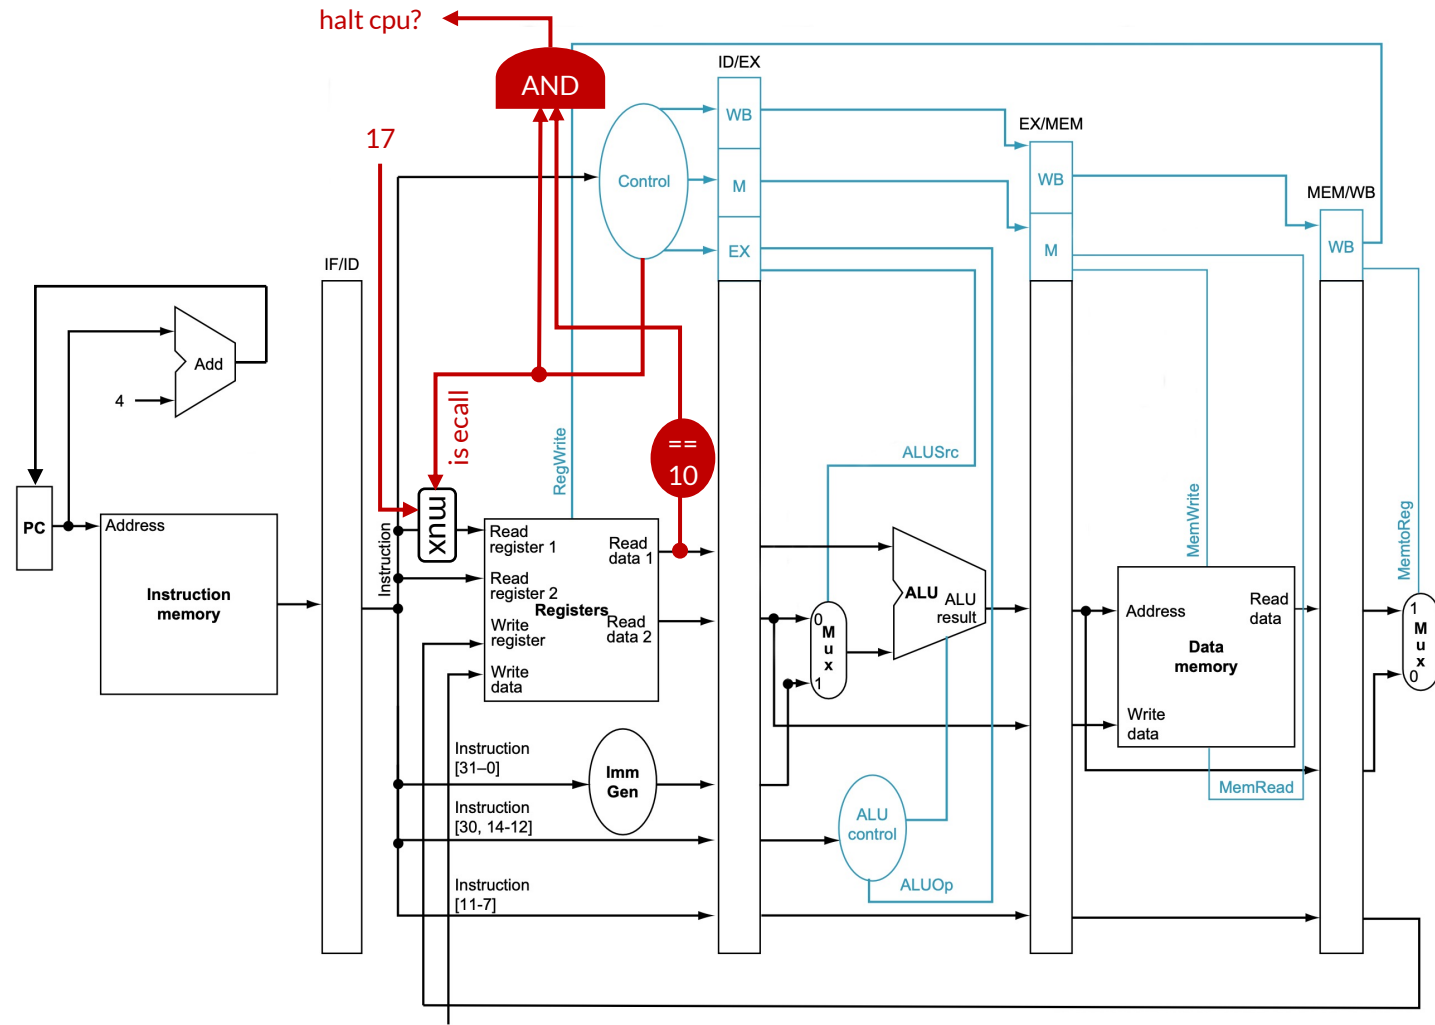 halt cpu?
AND
17
ID/EX
WB
M
EX
Control
EX/MEM
WB
M
MEM/WB
WB
IF/ID
Add
4
is ecall
==
10
RegWrite
ALUSrc
MemWrite
MemtoReg
PC
Address
Instruction
memory
Instruction
mux
Read
register 1
Read
register 2
Registers
Write
register
Write
data
Read
data 1
Read
data 2
0
M
u
x
1
ALU
ALU
result
Address
Read
data
Data
memory
Write
data
MemRead
1
M
u
x
0
Instruction
[31–0]
Imm
Gen
Instruction
[30, 14-12]
ALU
control
ALUOp
Instruction
[11-7]